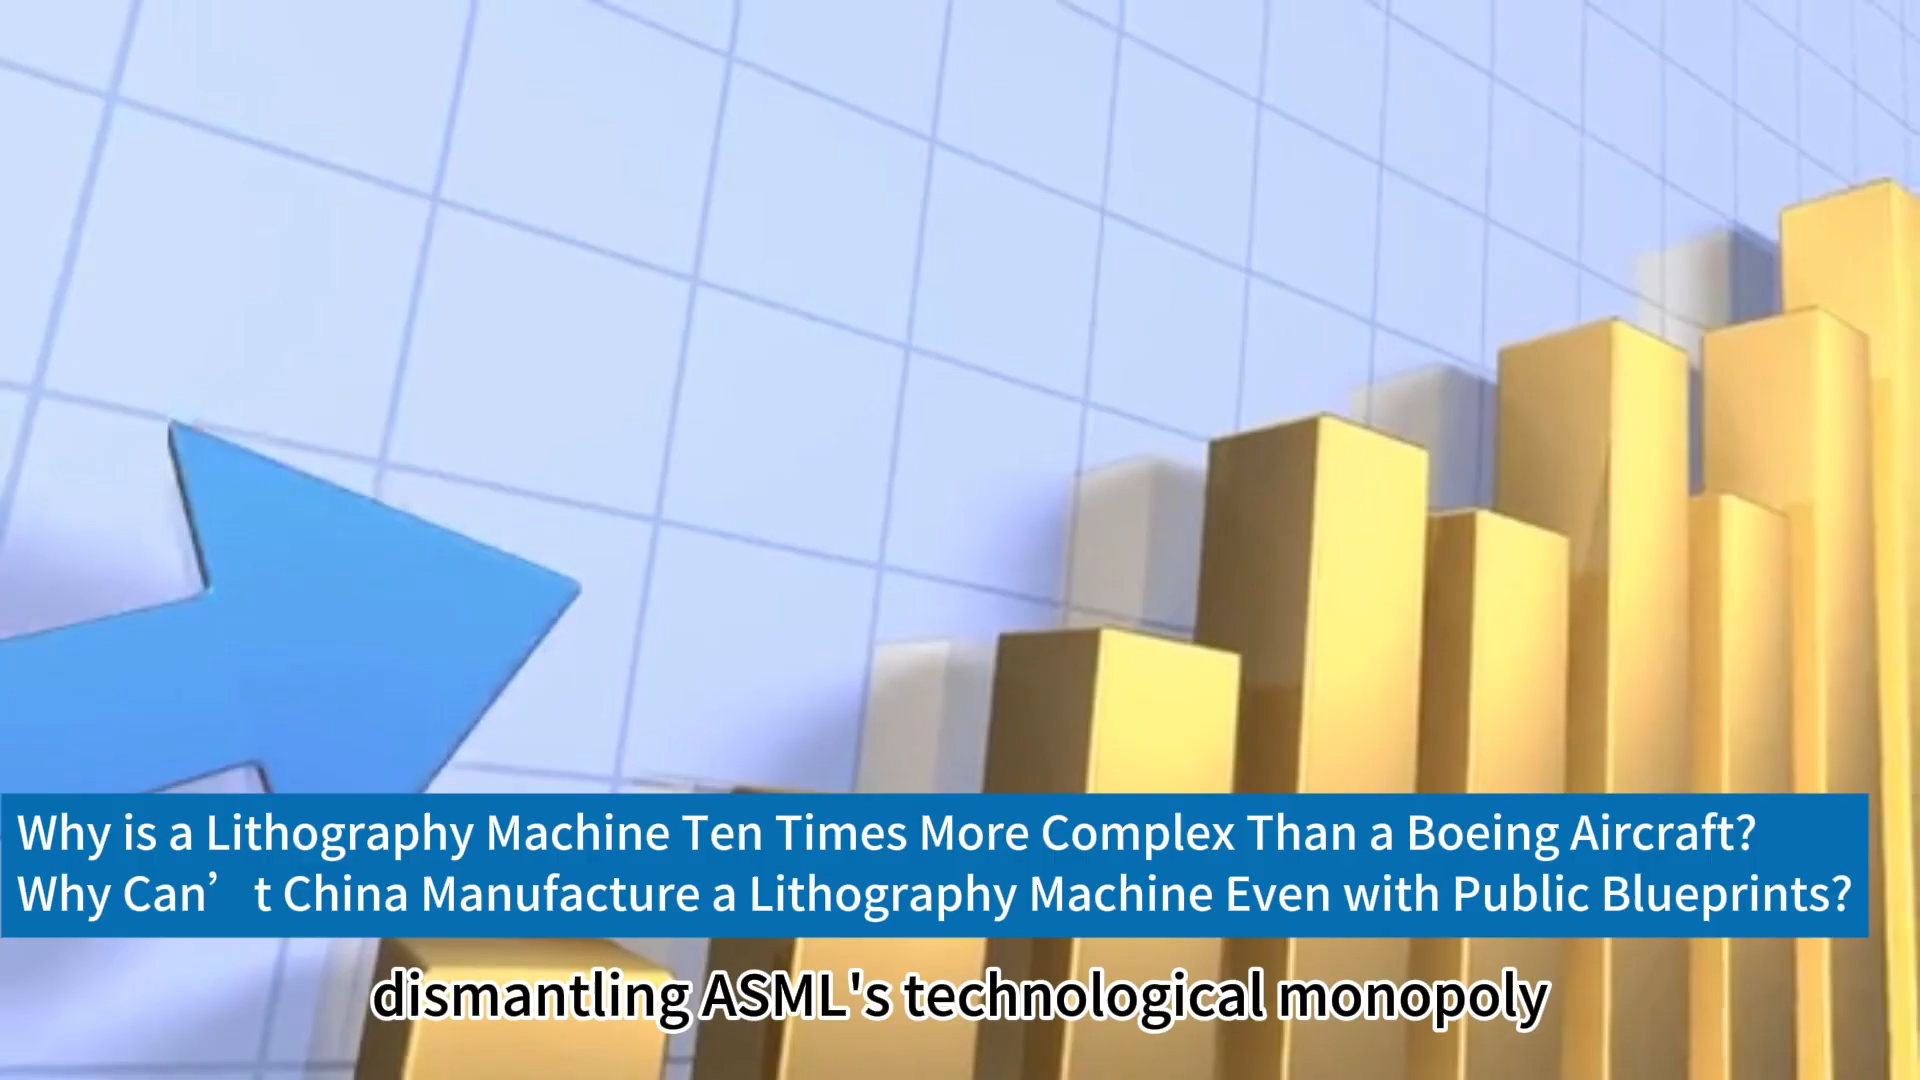 Why is a Lithography Machine Ten Times More Complex Than a Boeing Aircraft?
Why Can’t China Manufacture a Lithography Machine Even with Public Blueprints?
dismantling ASML's technological monopoly